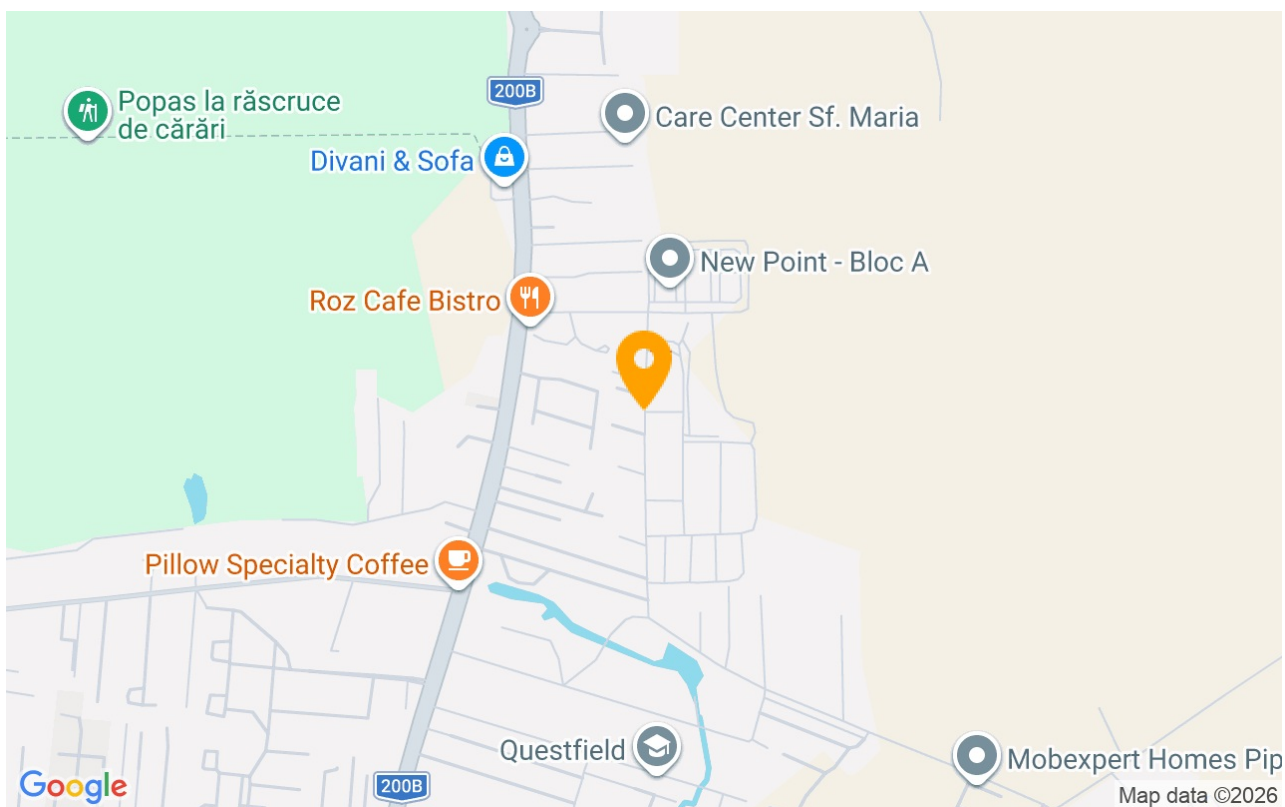 200B
Popas la răscruce
de cărări
Care Center Sf. Maria
Divani & Sofa
New Point - Bloc A
Roz Cafe Bistro
Pillow Specialty Coffee
Questfield
Mobexpert Homes Pip
200B
Google
Map data ©2026